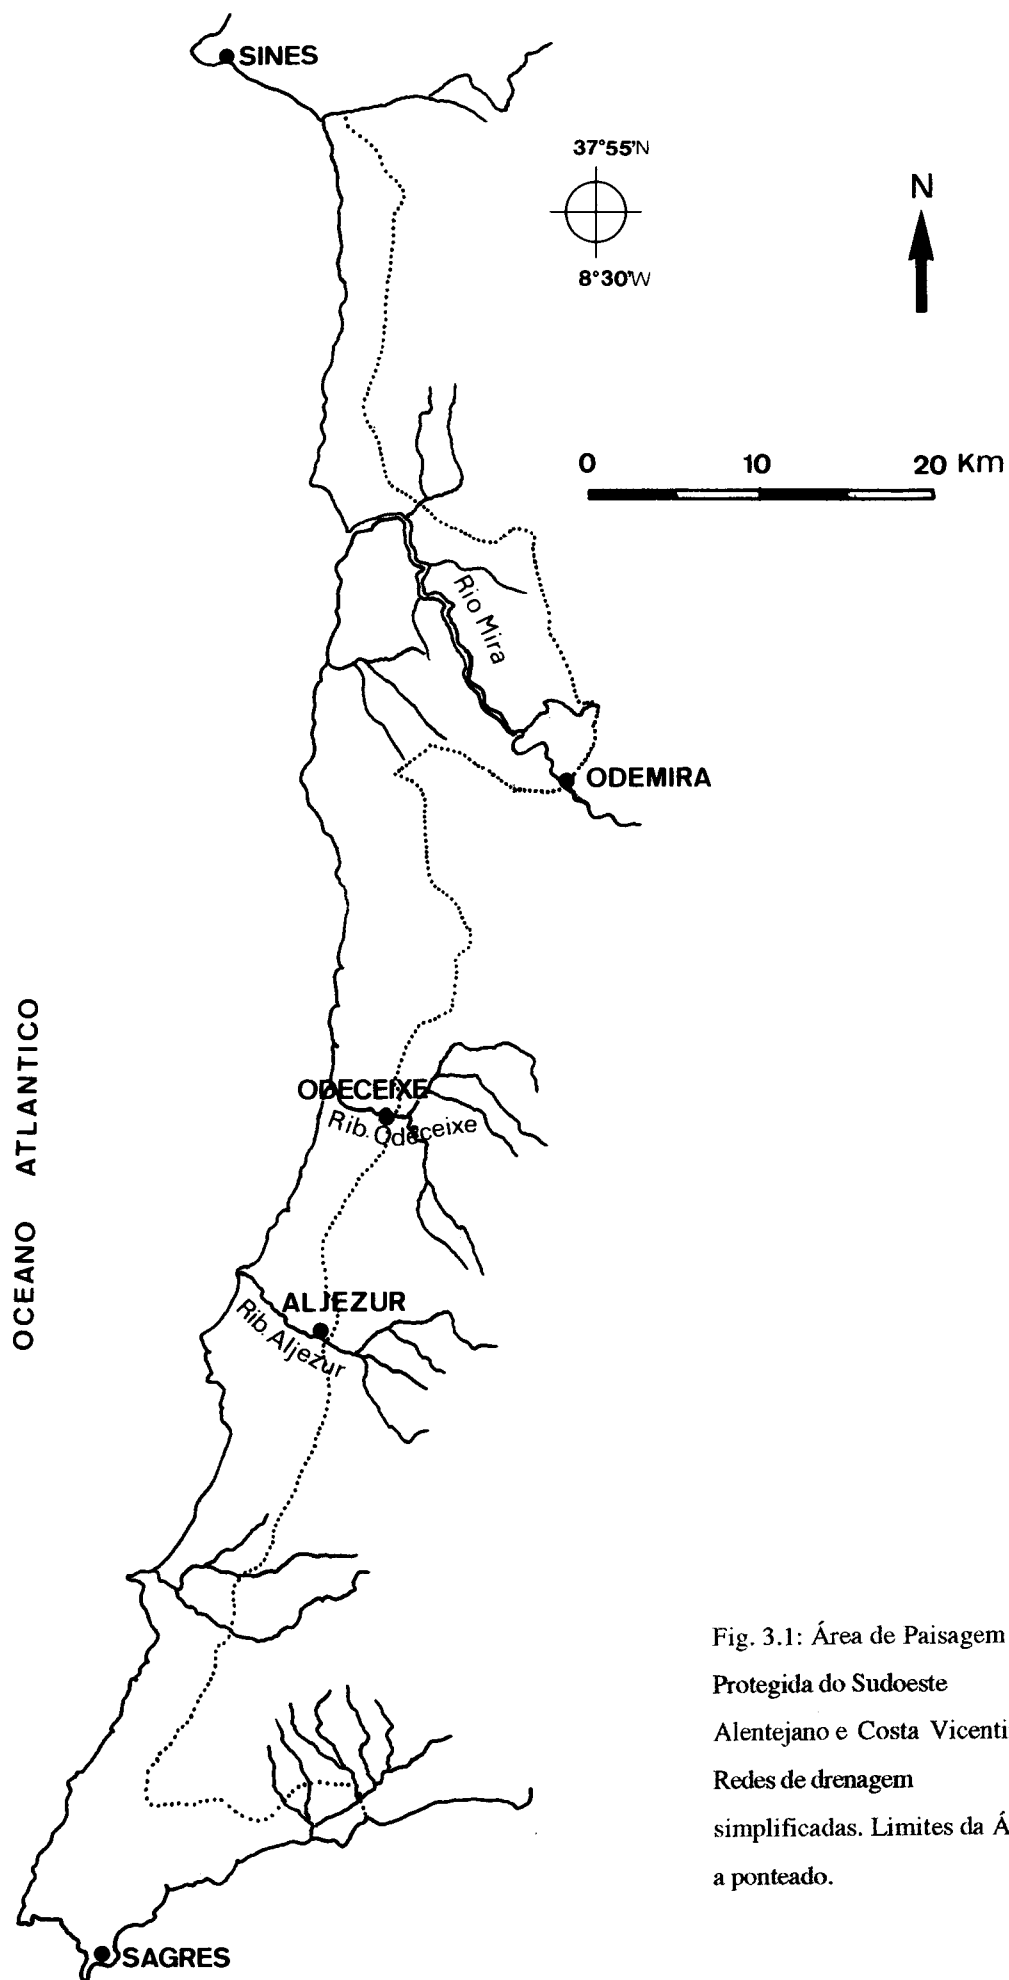 SINES
37°55'N
8°30'W
N
0 10 20 Km
Rio Mira
ODEMIRA
OCEANO ATLANTICO
ODECEIXE
Rib. Odeceixe
ALJEZUR
Rib. Aljezur
Fig. 3.1: Área de Paisagem
Protegida do Sudoeste
Alentejano e Costa Vicenti
Redes de drenagem
simplificadas. Limites da Á
a ponteado.
SAGRES